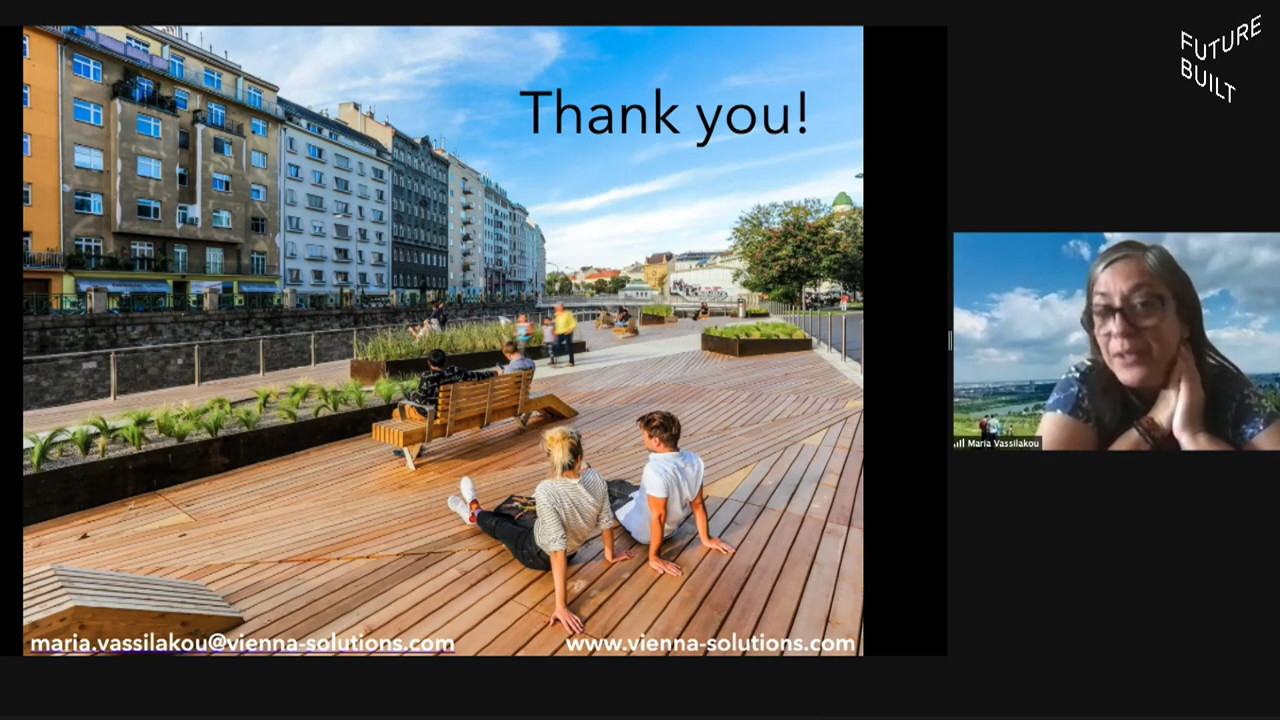 Thank you!
maria.vassilakou@vienna-solutions.com
www.vienna-solutions.com
Maria Vassilakou
FUTURE
BUILT